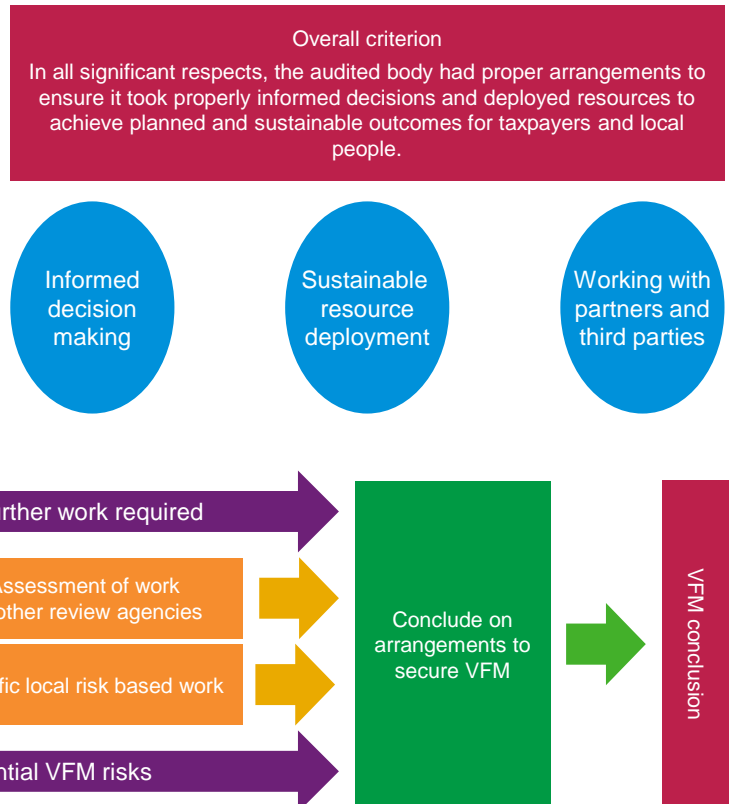 Overall criterion
In all significant respects, the audited body had proper arrangements to
ensure it took properly informed decisions and deployed resources to
achieve planned and sustainable outcomes for taxpayers and local
people.
Informed
decision
making
Sustainable
resource
deployment
Working with
partners and
third parties
urther work required
Assessment of work
other review agencies
fic local risk based work
ntial VFM risks
Conclude on
arrangements to
secure VFM
VFM conclusion